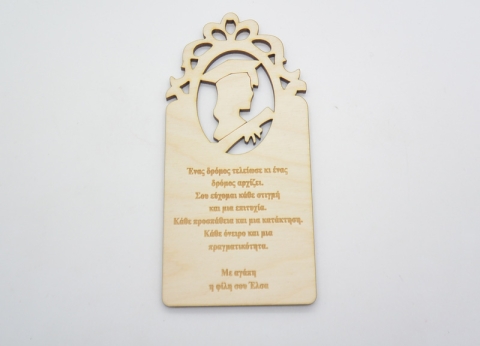 Ένας δρόμος τελείωσε κι ένας
δρόμος αρχίζει.
Σου εύχομαι κάθε στιγμή
και μια επιτυχία.
Κάθε προσπάθεια και μια κατάκτηση.
Κάθε όνειρο και μια
πραγματικότητα.
Με αγάπη
η φίλη σου Έλσα